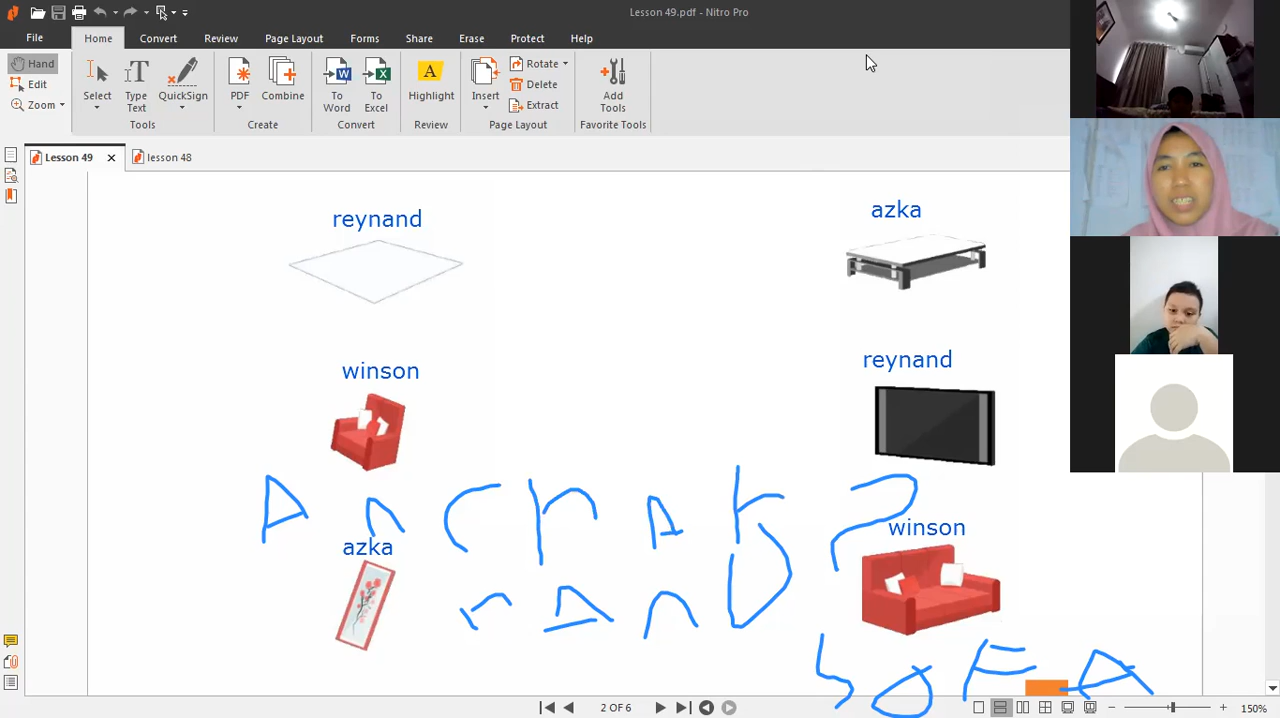 Lesson 49.pdf - Nitro Pro
File Home Convert Review Page Layout Forms Share Erase Protect Help
Hand
Edit
Zoom
Select
Type Text
QuickSign
Tools
PDF
Combine
Create
To Word
To Excel
Convert
Highlight
Review
Insert
Rotate
Delete
Extract
Page Layout
Add Tools
Favorite Tools
Lesson 49
lesson 48
reynand
azka
winson
reynand
azka
winson
SOFA
2 OF 6
150%